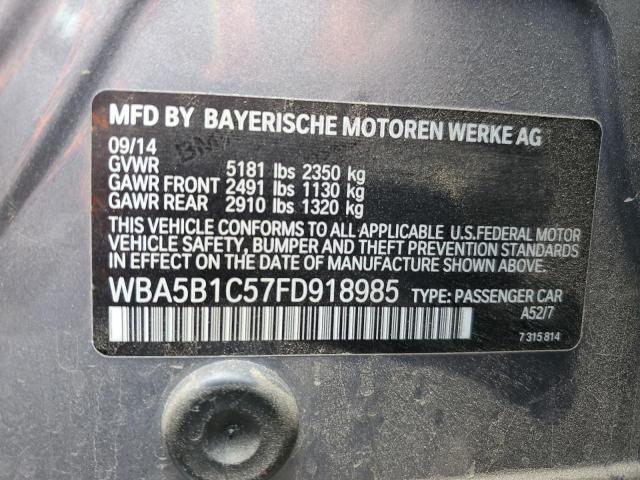 MFD BY BAYERISCHE MOTOREN WERKE AG
09/14
GVWR 5181 lbs 2350 kg
GAWR FRONT 2491 lbs 1130 kg
GAWR REAR 2910 lbs 1320 kg
THIS VEHICLE CONFORMS TO ALL APPLICABLE U.S.FEDERAL MOTOR
VEHICLE SAFETY, BUMPER AND THEFT PREVENTION STANDARDS
IN EFFECT ON THE DATE OF MANUFACTURE SHOWN ABOVE.
WBA5B1C57FD918985 TYPE: PASSENGER CAR
A52/7
7 315 814